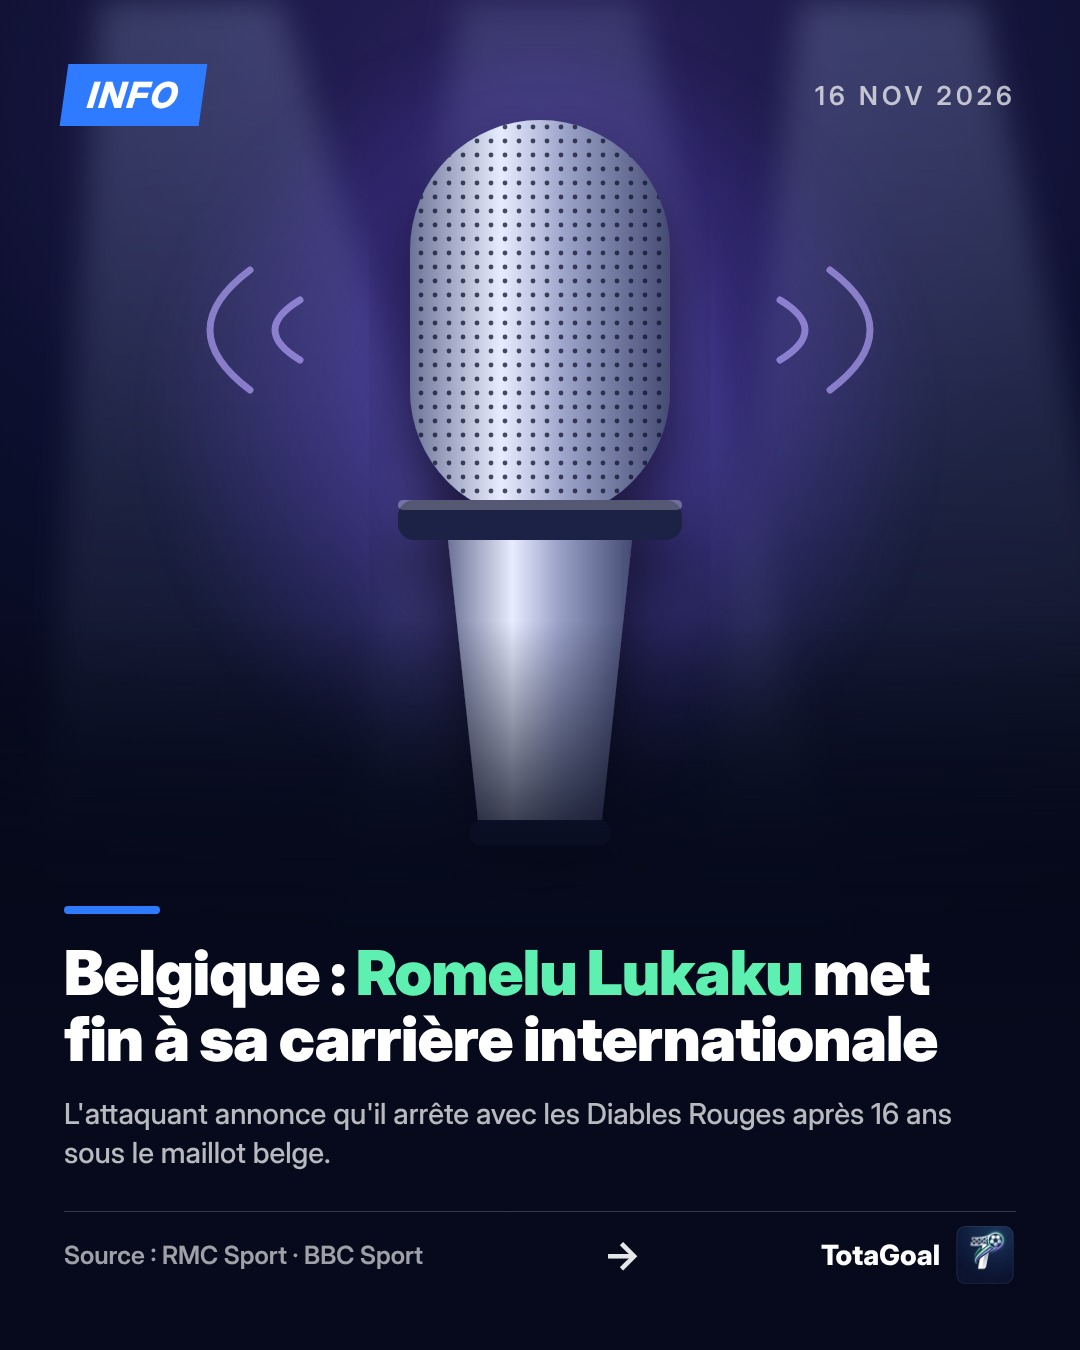 INFO
16 NOV 2026
Belgique : Romelu Lukaku met
fin à sa carrière internationale
L'attaquant annonce qu'il arrête avec les Diables Rouges après 16 ans
sous le maillot belge.
Source : RMC Sport · BBC Sport
→
TotaGoal